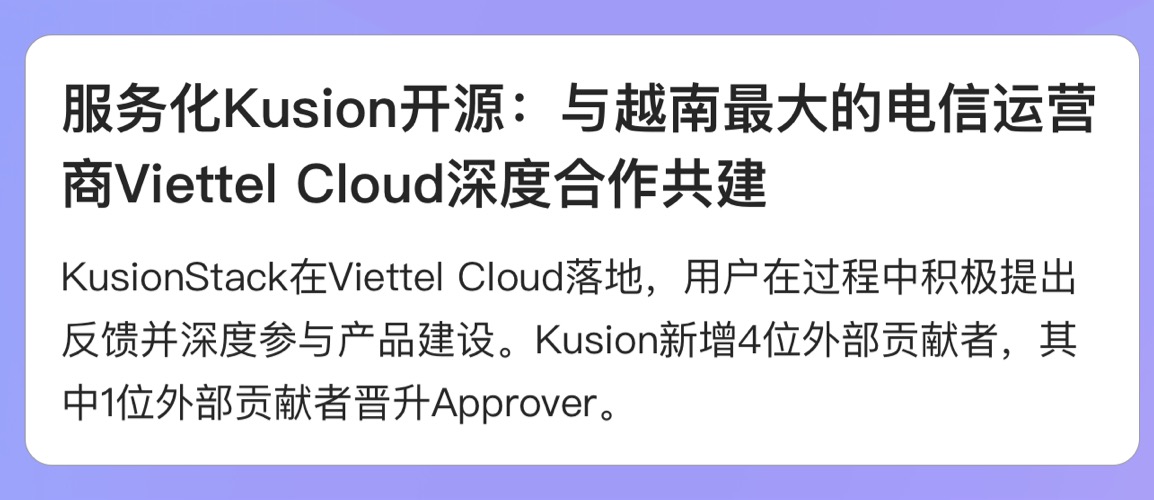 服务化Kusion开源：与越南最大的电信运营
商Viettel Cloud深度合作共建
KusionStack在Viettel Cloud落地，用户在过程中积极提出
反馈并深度参与产品建设。Kusion新增4位外部贡献者，其
中1位外部贡献者晋升Approver。